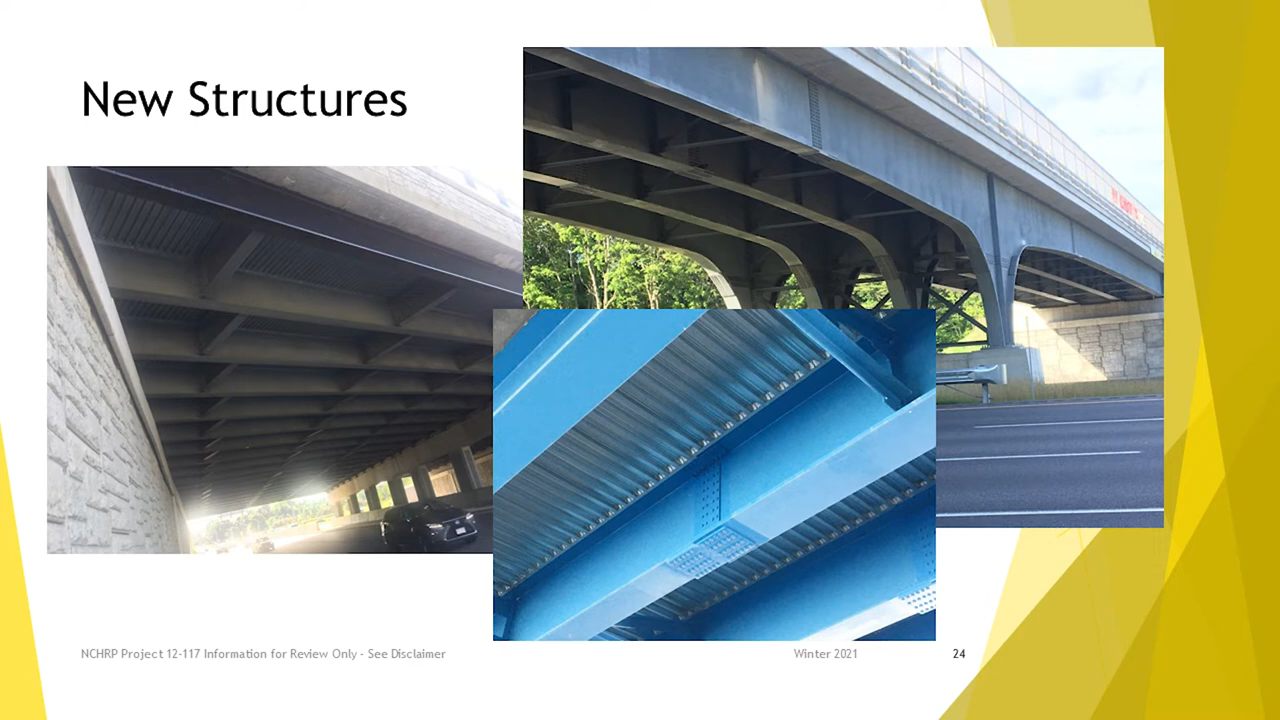 New Structures
NCHRP Project 12-117 Information for Review Only - See Disclaimer
Winter 2021
24